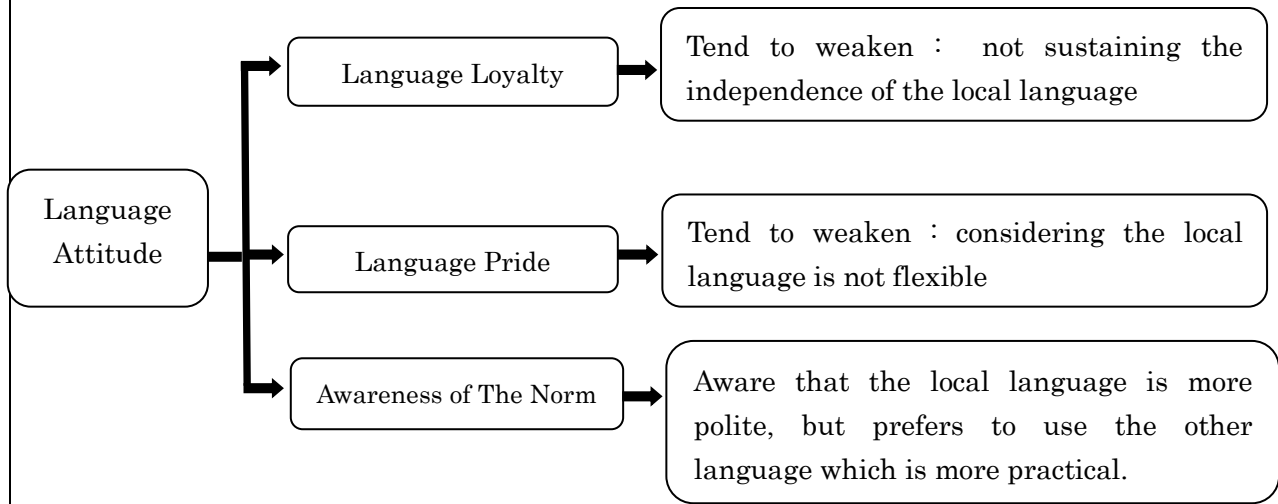 Language
Attitude
Language Loyalty
Tend to weaken : not sustaining the
independence of the local language
Language Pride
Tend to weaken : considering the local
language is not flexible
Awareness of The Norm
Aware that the local language is more
polite, but prefers to use the other
language which is more practical.